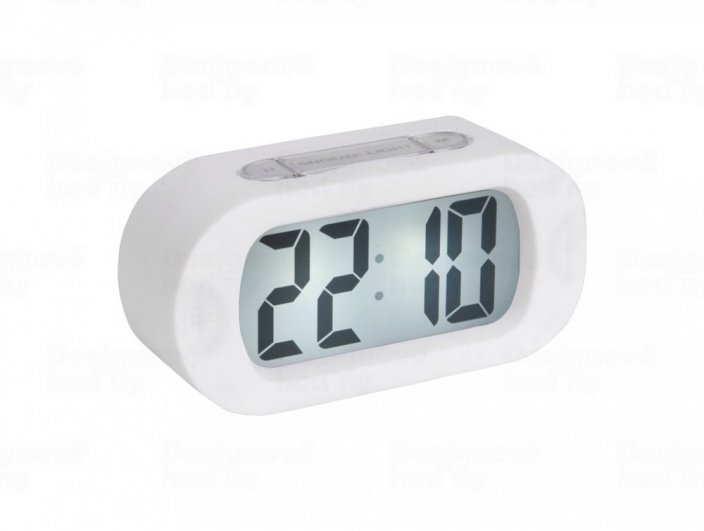 Designové
hodiny
N SNOOZE LIGHT M
22:10